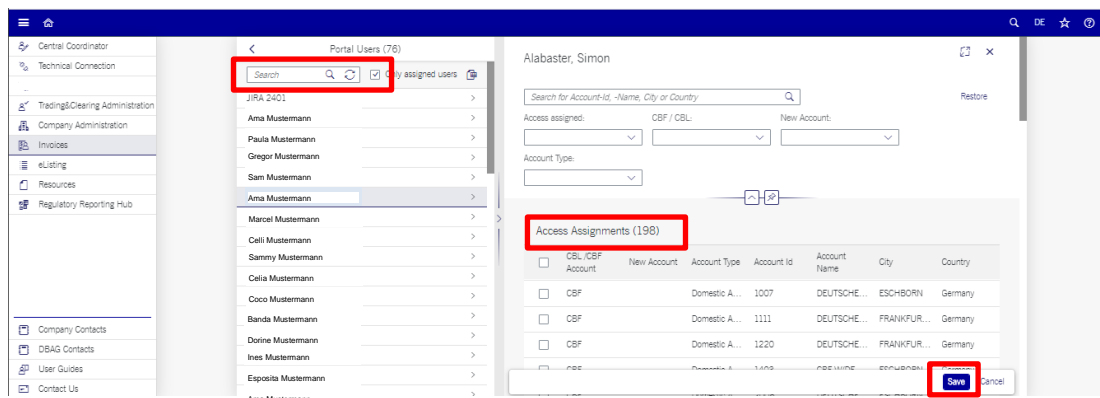 DE
Central Coordinator
Technical Connection
...
Trading&Clearing Administration
Company Administration
Invoices
eListing
Resources
Regulatory Reporting Hub
Company Contacts
DBAG Contacts
User Guides
Contact Us
Portal Users (76)
Search
Only assigned users
JIRA 2401
Ama Mustermann
Paula Mustermann
Gregor Mustermann
Sam Mustermann
Ama Mustermann
Marcel Mustermann
Celli Mustermann
Sammy Mustermann
Celia Mustermann
Coco Mustermann
Banda Mustermann
Dorine Mustermann
Ines Mustermann
Esposita Mustermann
Alabaster, Simon
Search for Account-Id, -Name, City or Country
Restore
Access assigned: CBF / CBL: New Account:
Account Type:
Access Assignments (198)
CBL /CBF Account New Account Account Type Account Id Account Name City Country
CBF Domestic A... 1007 DEUTSCHE... ESCHBORN Germany
CBF Domestic A... 1111 DEUTSCHE... FRANKFUR... Germany
CBF Domestic A... 1220 DEUTSCHE... FRANKFUR... Germany
Save Cancel